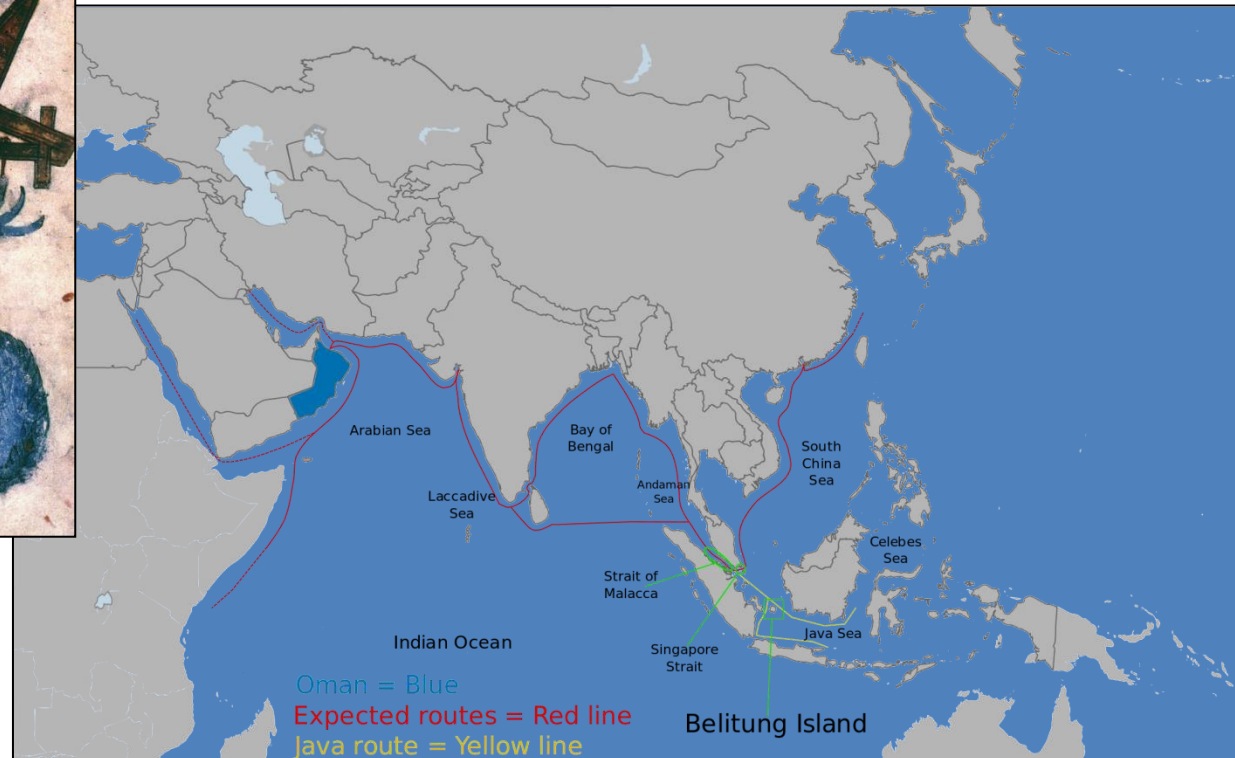 Arabian Sea
Bay of
Bengal
South
China
Sea
Laccadive
Sea
Andaman
Sea
Celebes
Sea
Strait of
Malacca
Java Sea
Indian Ocean
Singapore
Strait
Oman = Blue
Expected routes = Red line
Belitung Island
Java route = Yellow line